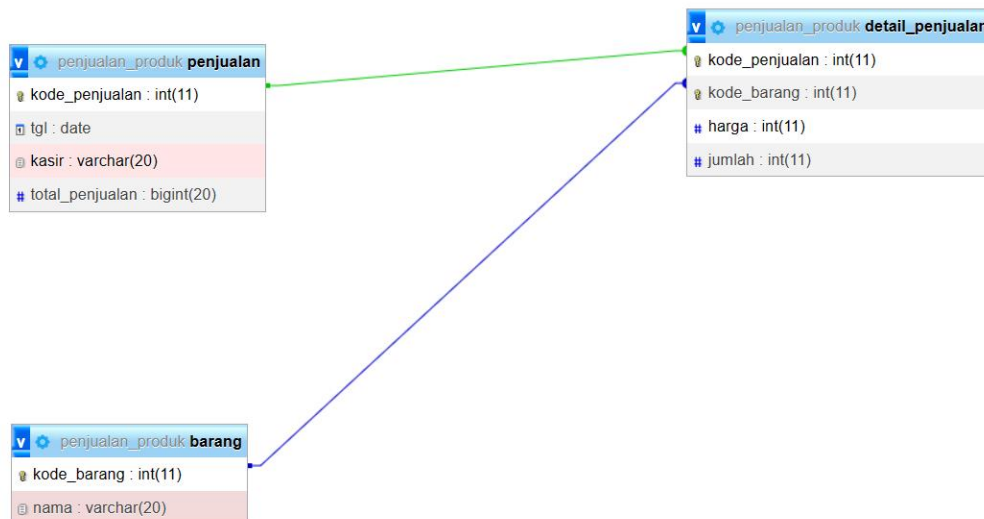 v penjualan_produk penjualan
kode_penjualan : int(11)
tgl : date
kasir : varchar(20)
# total_penjualan : bigint(20)
v penjualan_produk detail_penjualan
kode_penjualan : int(11)
kode_barang : int(11)
# harga : int(11)
# jumlah : int(11)
v penjualan_produk barang
kode_barang : int(11)
nama : varchar(20)